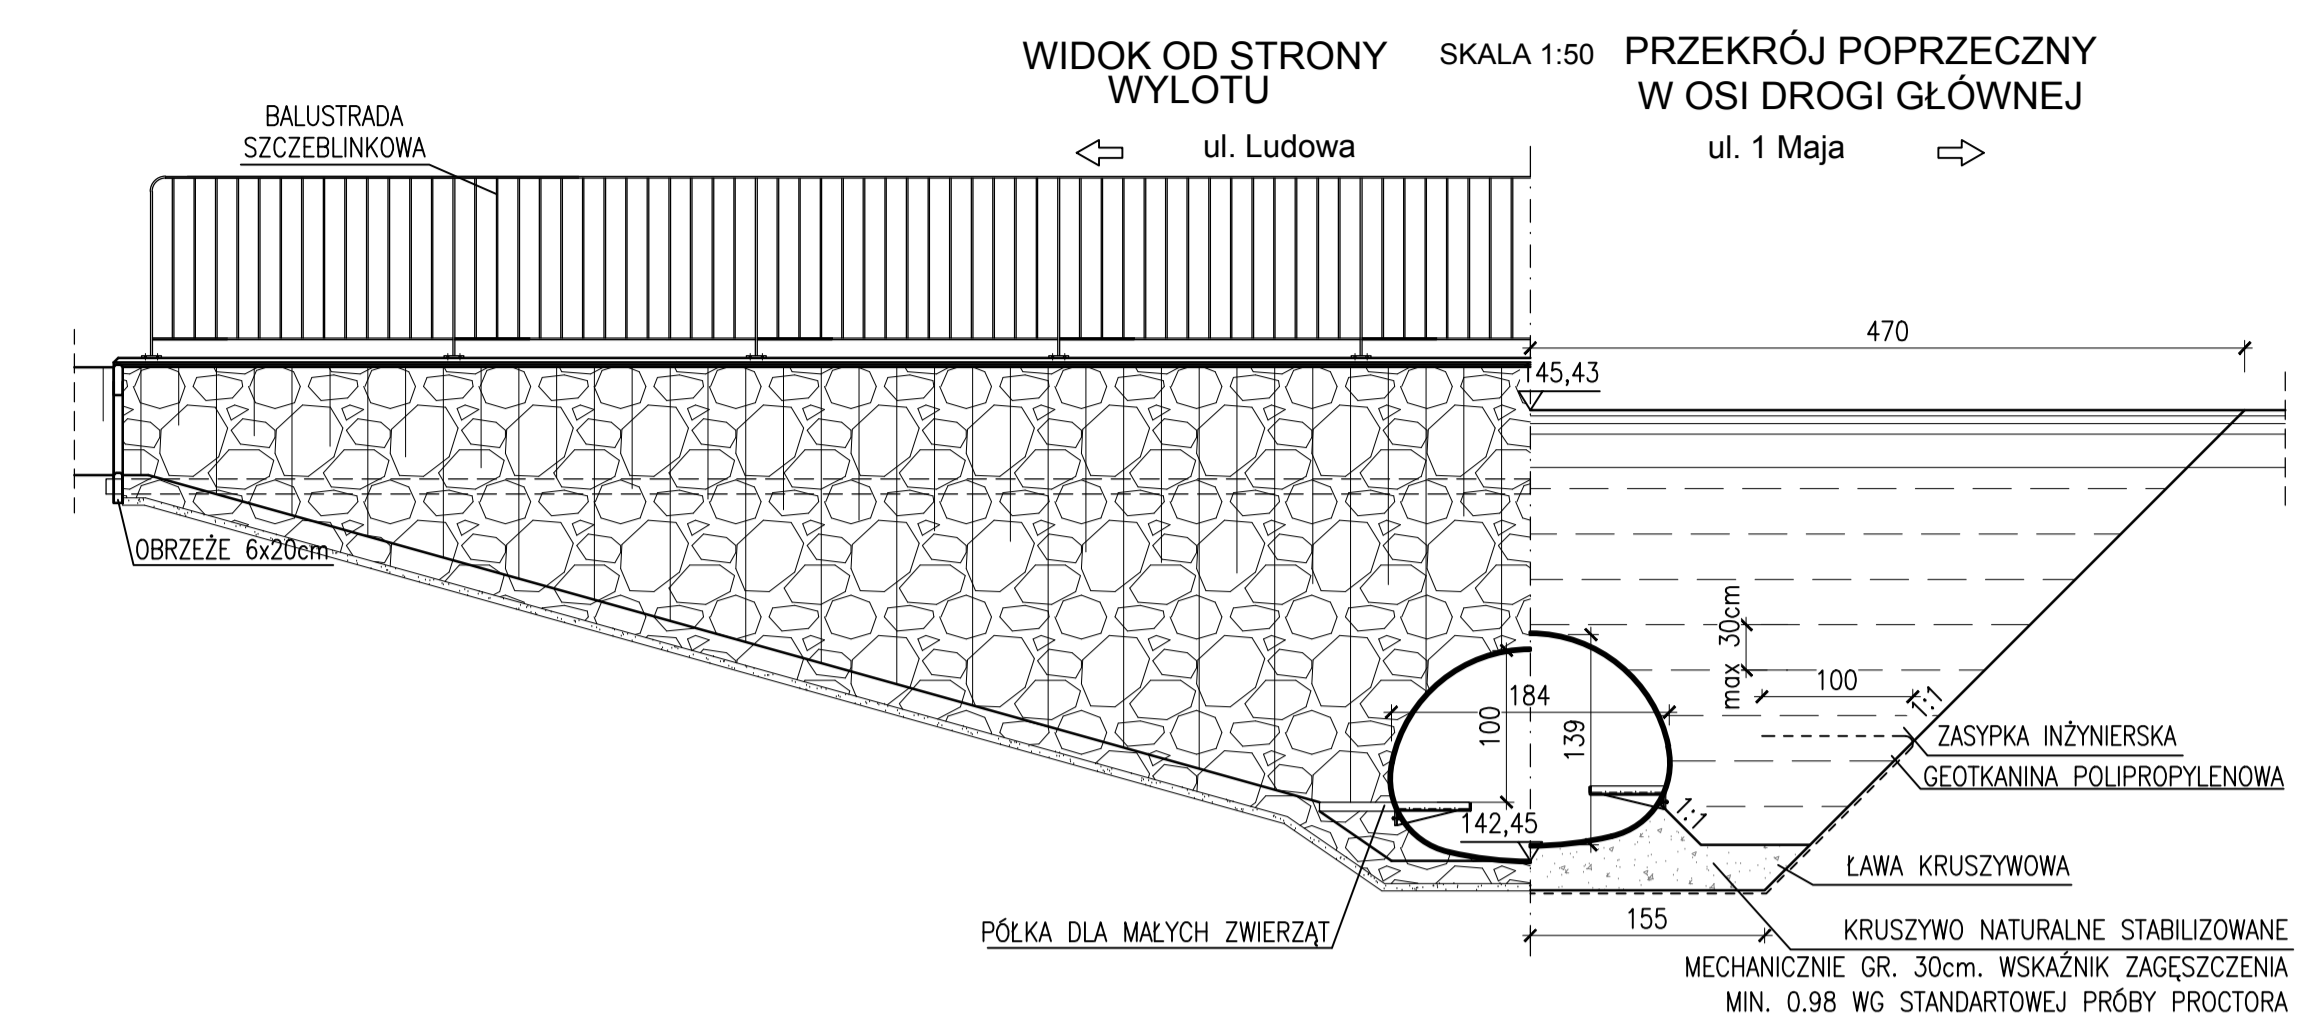 WIDOK OD STRONY
WYLOTU
SKALA 1:50
PRZEKRÓJ POPRZECZNY
W OSI DROGI GŁÓWNEJ
ul. Ludowa
ul. 1 Maja
BALUSTRADA
SZCZEBLINKOWA
470
145,43
OBRZEŻE 6x20cm
max 30cm
100
1:1
184
100
139
ZASYPKA INŻYNIERSKA
GEOTKANINA POLIPROPYLENOWA
1:1
142,45
ŁAWA KRUSZYWOWA
PÓŁKA DLA MAŁYCH ZWIERZĄT
155
KRUSZYWO NATURALNE STABILIZOWANE
MECHANICZNIE GR. 30cm. WSKAŹNIK ZAGĘSZCZENIA
MIN. 0.98 WG STANDARTOWEJ PRÓBY PROCTORA